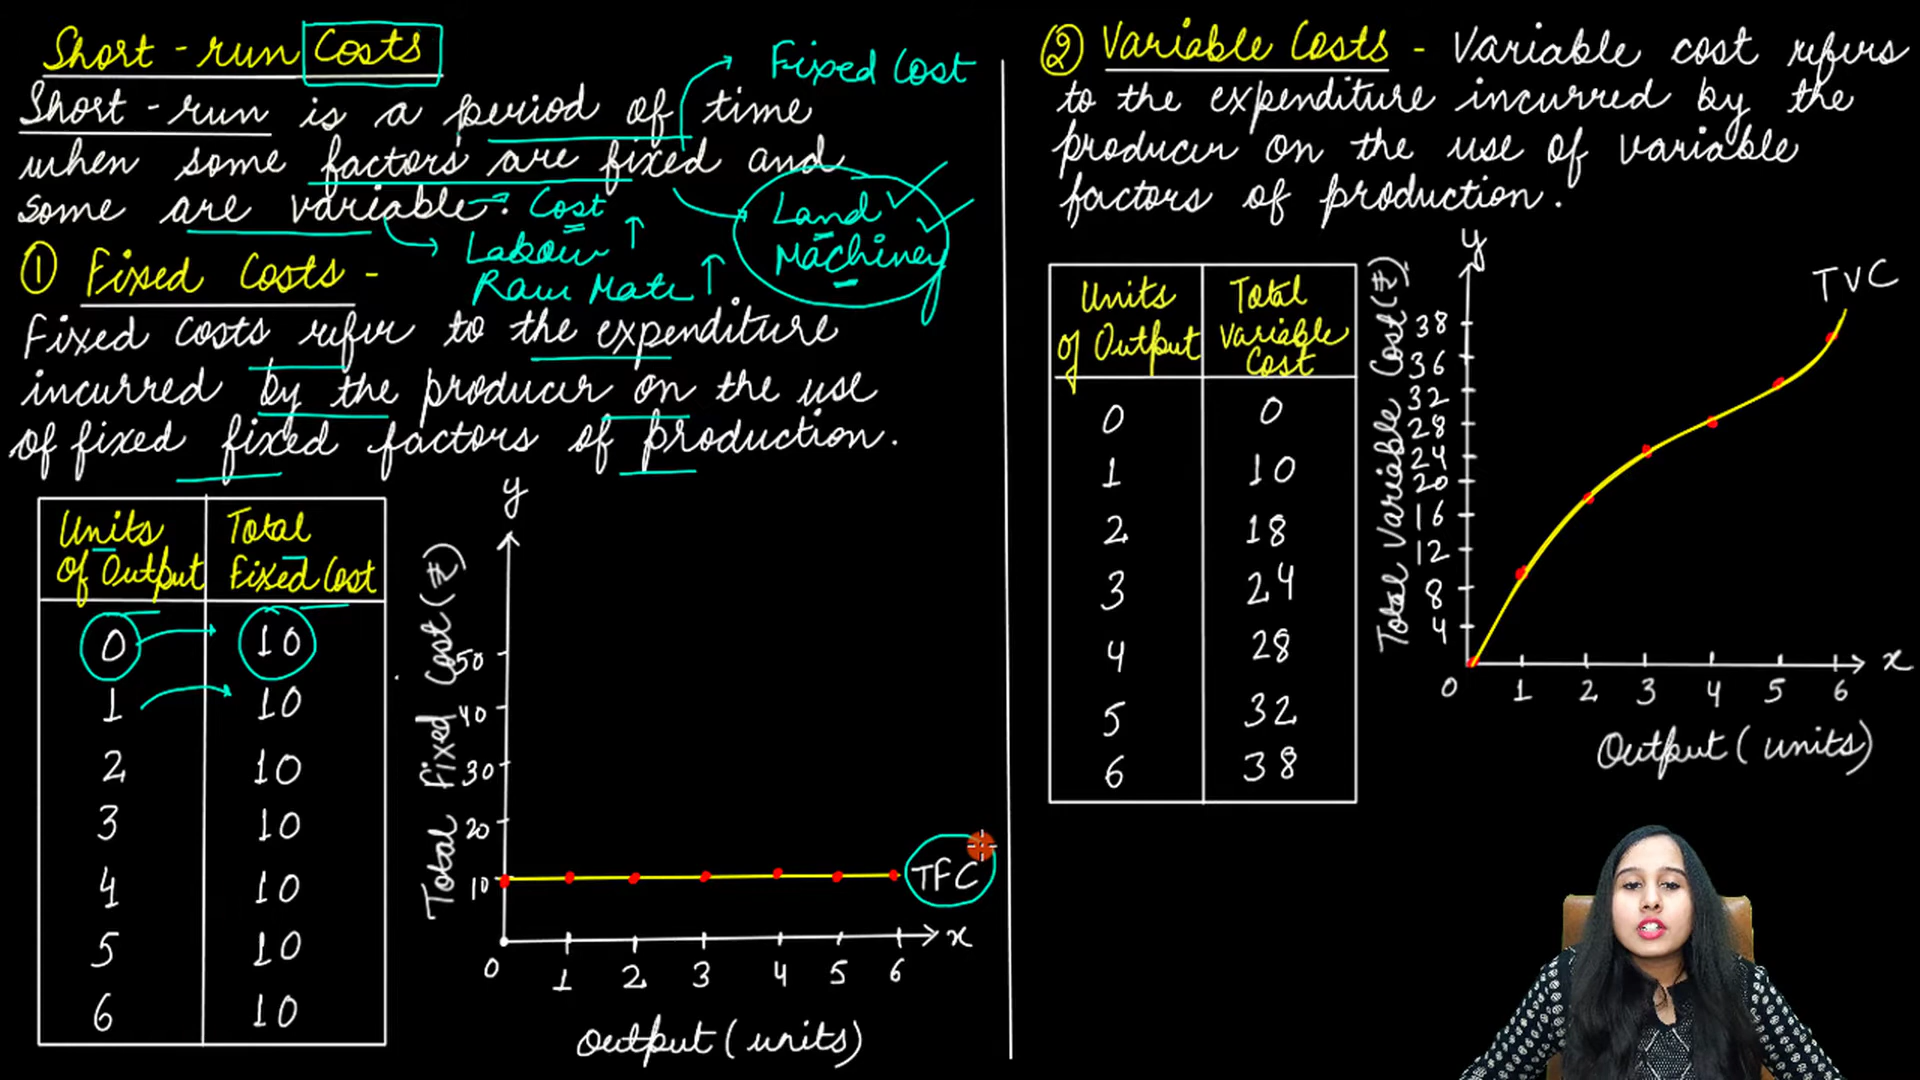 Short-run Costs
Fixed Cost
Short-run is a period of time
when some factors are fixed and
some are variable. → Cost
Land
Labour ↑
Machinery
Raw Mate ↑
① Fixed Costs -
Fixed costs refer to the expenditure
incurred by the producer on the use
of fixed fixed factors of production.
Units of Output | Total Fixed Cost
0 | 10
1 | 10
2 | 10
3 | 10
4 | 10
5 | 10
6 | 10
y
Total Fixed Cost (₹)
50
40
30
20
10
TFC
0 1 2 3 4 5 6 x
Output (units)
② Variable Costs - Variable cost refers
to the expenditure incurred by the
producer on the use of variable
factors of production.
Units of Output | Total Variable Cost
0 | 0
1 | 10
2 | 18
3 | 24
4 | 28
5 | 32
6 | 38
y
Total Variable Cost (₹)
TVC
38
36
32
28
24
20
16
12
8
4
0 1 2 3 4 5 6 x
Output (units)